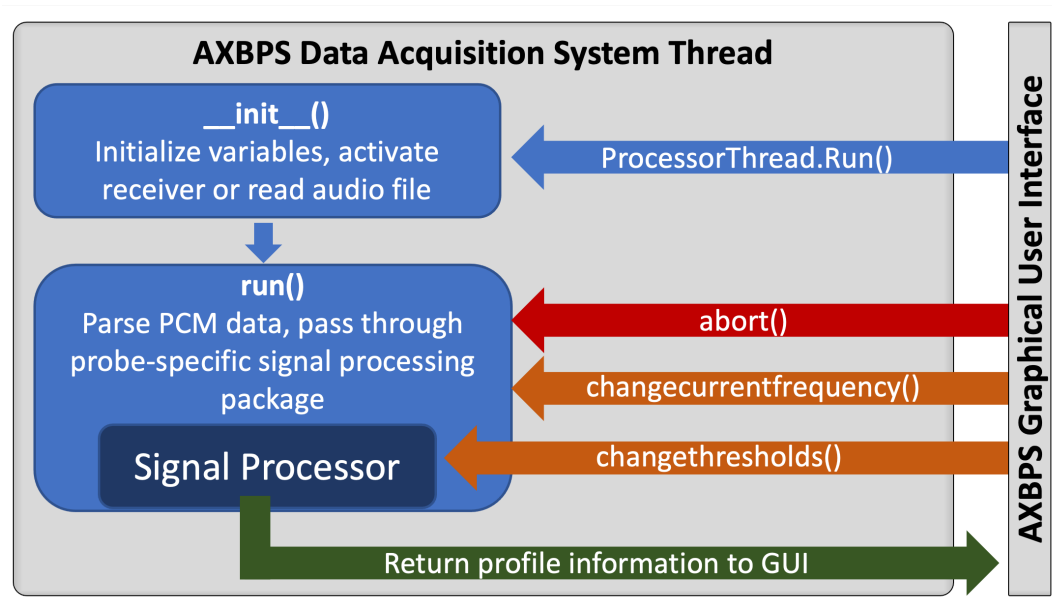 AXBPS Data Acquisition System Thread
__init__()
Initialize variables, activate
receiver or read audio file
ProcessorThread.Run()
run()
Parse PCM data, pass through
probe-specific signal processing
package
Signal Processor
abort()
changecurrentfrequency()
changethresholds()
Return profile information to GUI
AXBPS Graphical User Interface